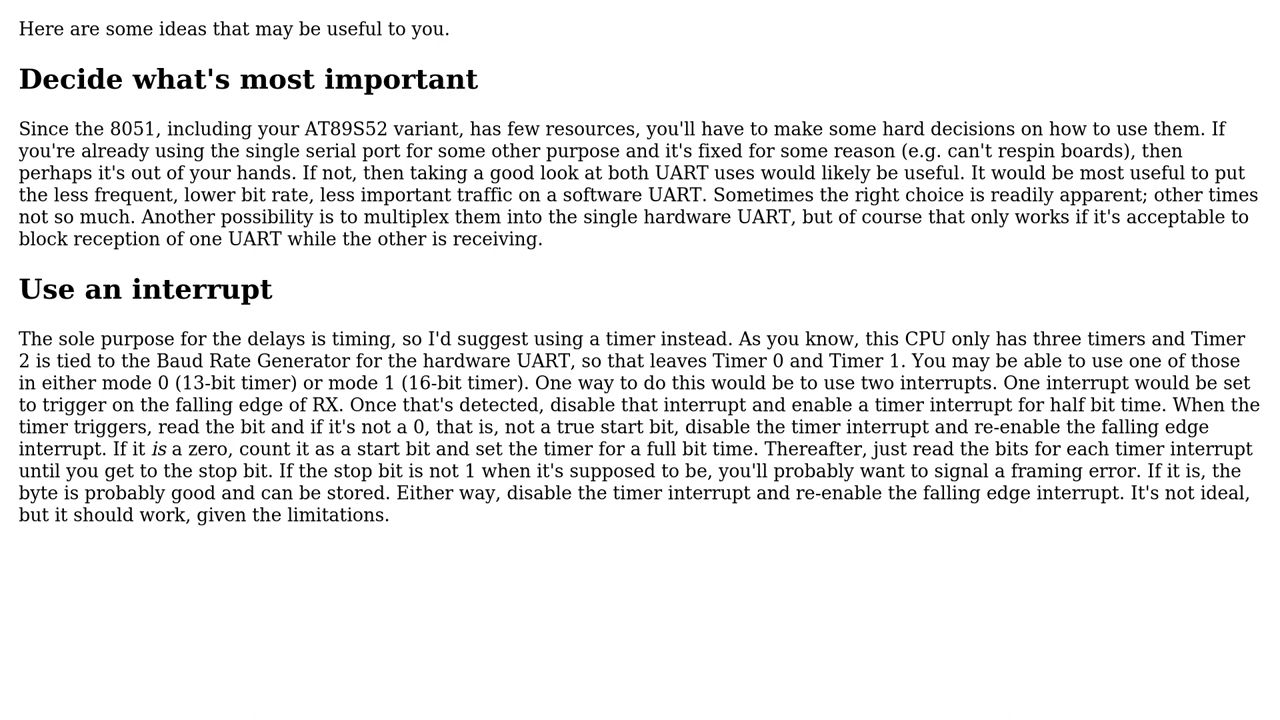 Here are some ideas that may be useful to you.
Decide what's most important
Since the 8051, including your AT89S52 variant, has few resources, you'll have to make some hard decisions on how to use them. If
you're already using the single serial port for some other purpose and it's fixed for some reason (e.g. can't respin boards), then
perhaps it's out of your hands. If not, then taking a good look at both UART uses would likely be useful. It would be most useful to put
the less frequent, lower bit rate, less important traffic on a software UART. Sometimes the right choice is readily apparent; other times
not so much. Another possibility is to multiplex them into the single hardware UART, but of course that only works if it's acceptable to
block reception of one UART while the other is receiving.
Use an interrupt
The sole purpose for the delays is timing, so I'd suggest using a timer instead. As you know, this CPU only has three timers and Timer
2 is tied to the Baud Rate Generator for the hardware UART, so that leaves Timer 0 and Timer 1. You may be able to use one of those
in either mode 0 (13-bit timer) or mode 1 (16-bit timer). One way to do this would be to use two interrupts. One interrupt would be set
to trigger on the falling edge of RX. Once that's detected, disable that interrupt and enable a timer interrupt for half bit time. When the
timer triggers, read the bit and if it's not a 0, that is, not a true start bit, disable the timer interrupt and re-enable the falling edge
interrupt. If it is a zero, count it as a start bit and set the timer for a full bit time. Thereafter, just read the bits for each timer interrupt
until you get to the stop bit. If the stop bit is not 1 when it's supposed to be, you'll probably want to signal a framing error. If it is, the
byte is probably good and can be stored. Either way, disable the timer interrupt and re-enable the falling edge interrupt. It's not ideal,
but it should work, given the limitations.